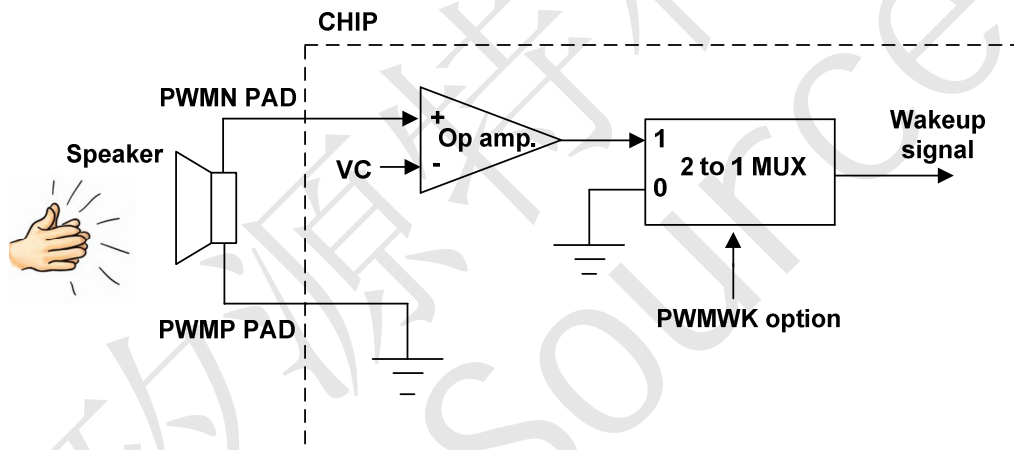 CHIP
PWMN PAD
Speaker
+
Op amp.
VC
-
1
2 to 1 MUX
0
Wakeup
signal
PWMP PAD
PWMWK option
Source